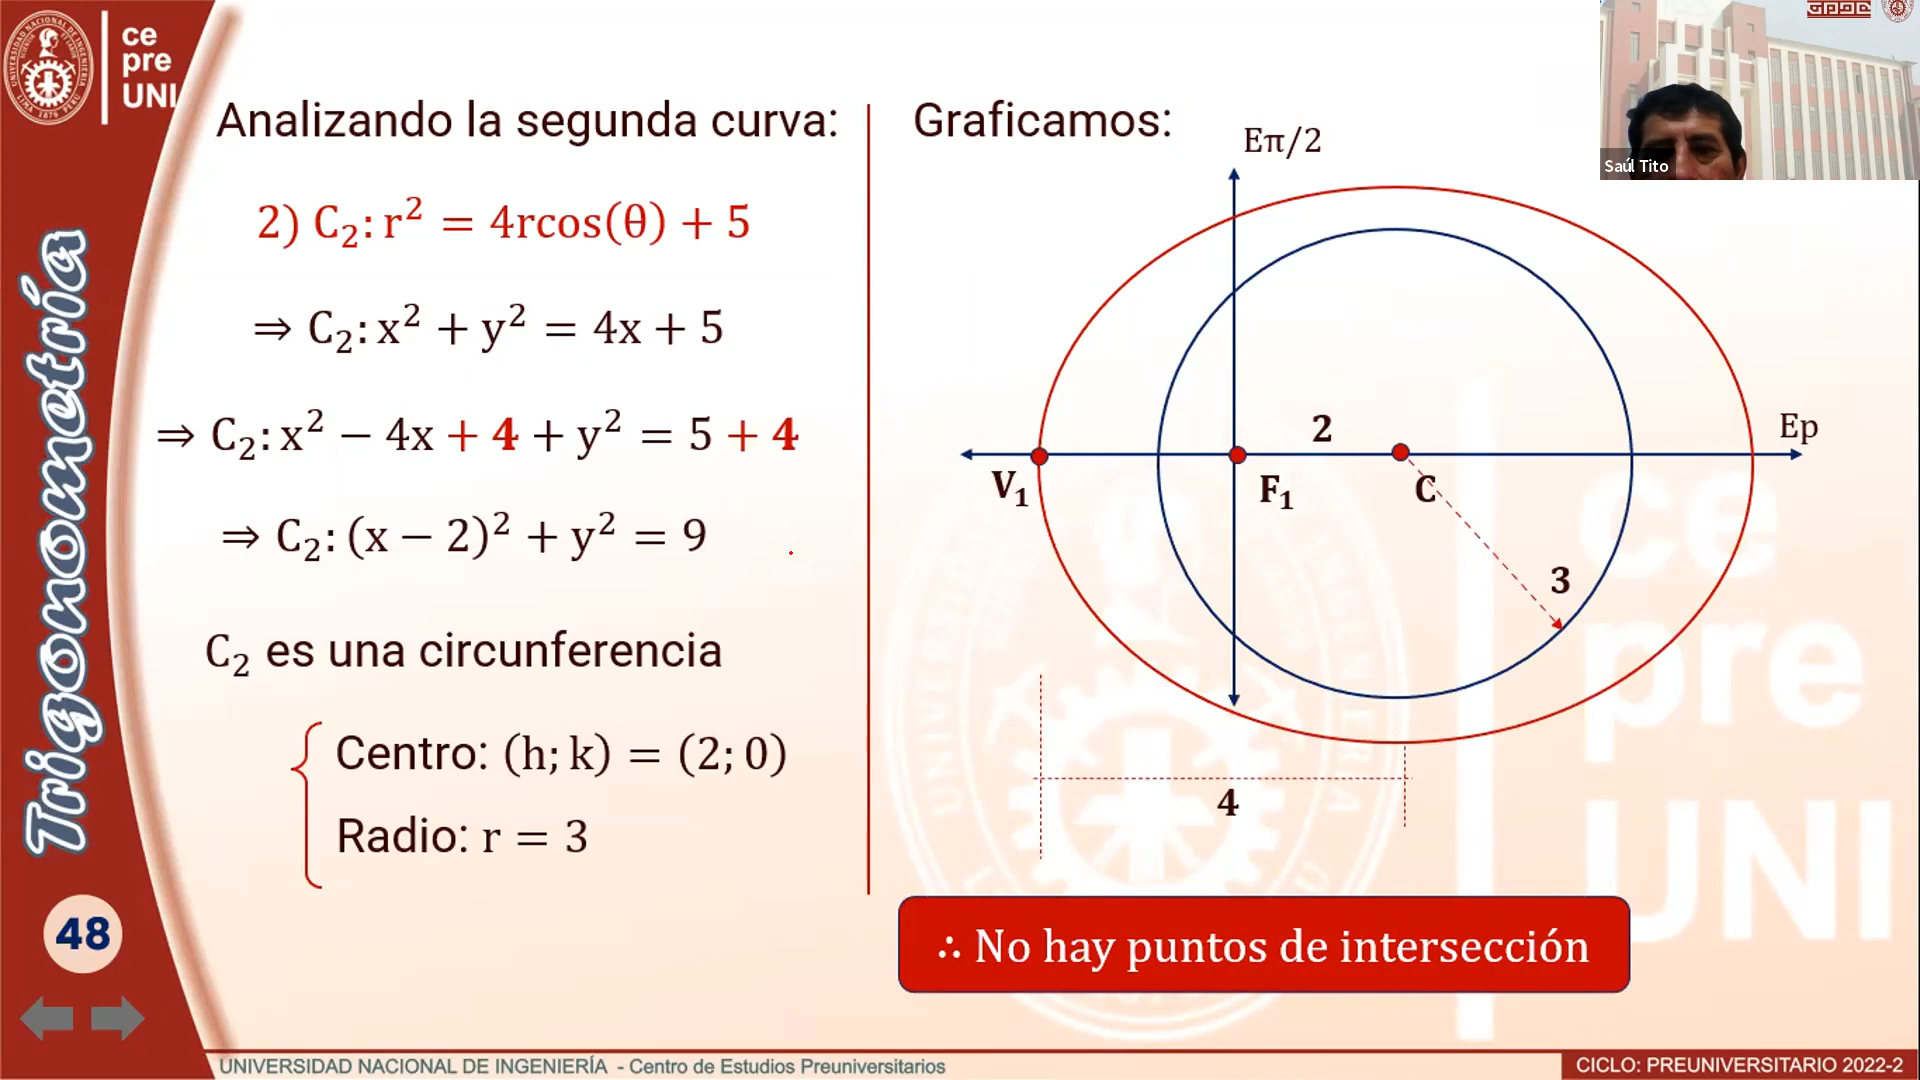 ce
pre
UNI
Trigonometría
48
Analizando la segunda curva:
2) C₂: r² = 4rcos(θ) + 5
⇒ C₂: x² + y² = 4x + 5
⇒ C₂: x² − 4x + 4 + y² = 5 + 4
⇒ C₂: (x − 2)² + y² = 9
C₂ es una circunferencia
Centro: (h; k) = (2; 0)
Radio: r = 3
Graficamos:
Eπ/2
Ep
2
V₁
F₁
C
3
4
∴ No hay puntos de intersección
Saúl Tito
ce
pre
UNI
UNIVERSIDAD NACIONAL DE INGENIERÍA - Centro de Estudios Preuniversitarios
CICLO: PREUNIVERSITARIO 2022-2